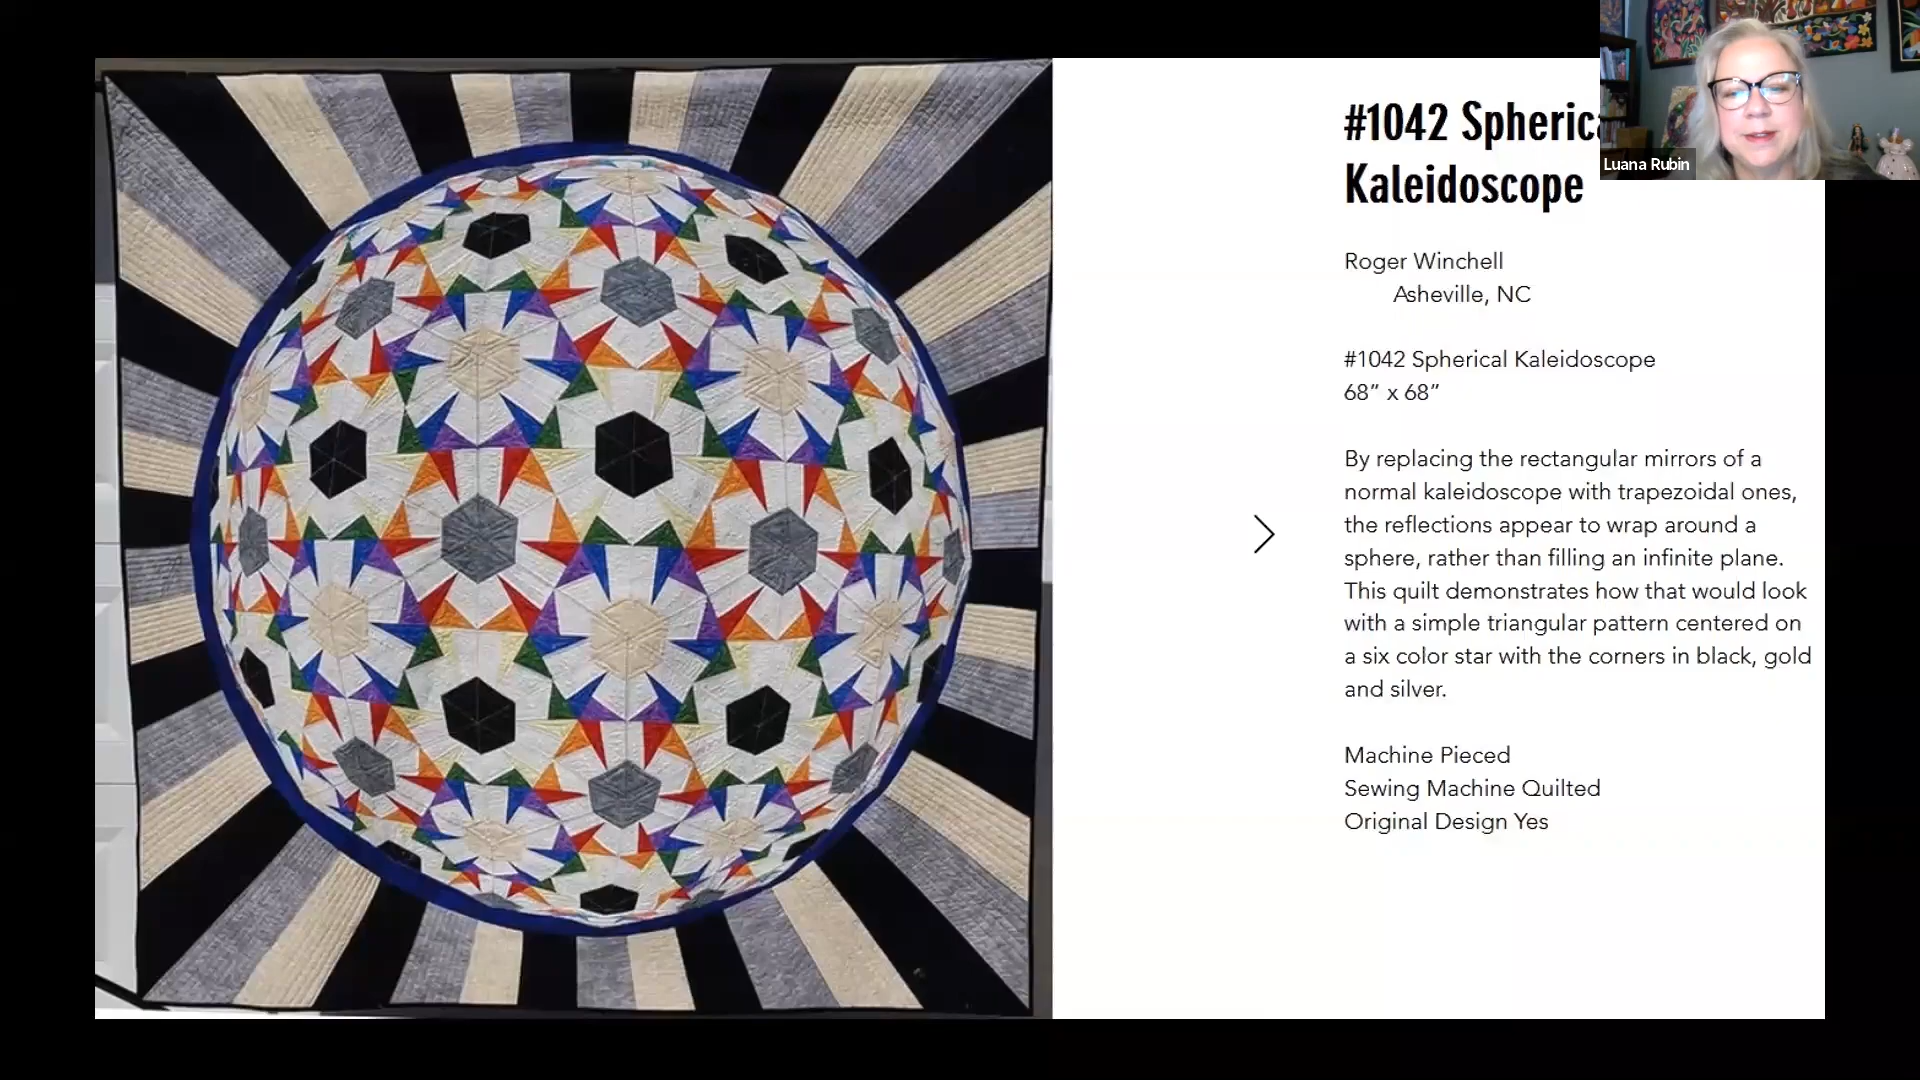 #1042 Spherica
Kaleidoscope
Luana Rubin
Roger Winchell
Asheville, NC
#1042 Spherical Kaleidoscope
68” x 68”
By replacing the rectangular mirrors of a
normal kaleidoscope with trapezoidal ones,
the reflections appear to wrap around a
sphere, rather than filling an infinite plane.
This quilt demonstrates how that would look
with a simple triangular pattern centered on
a six color star with the corners in black, gold
and silver.
Machine Pieced
Sewing Machine Quilted
Original Design Yes